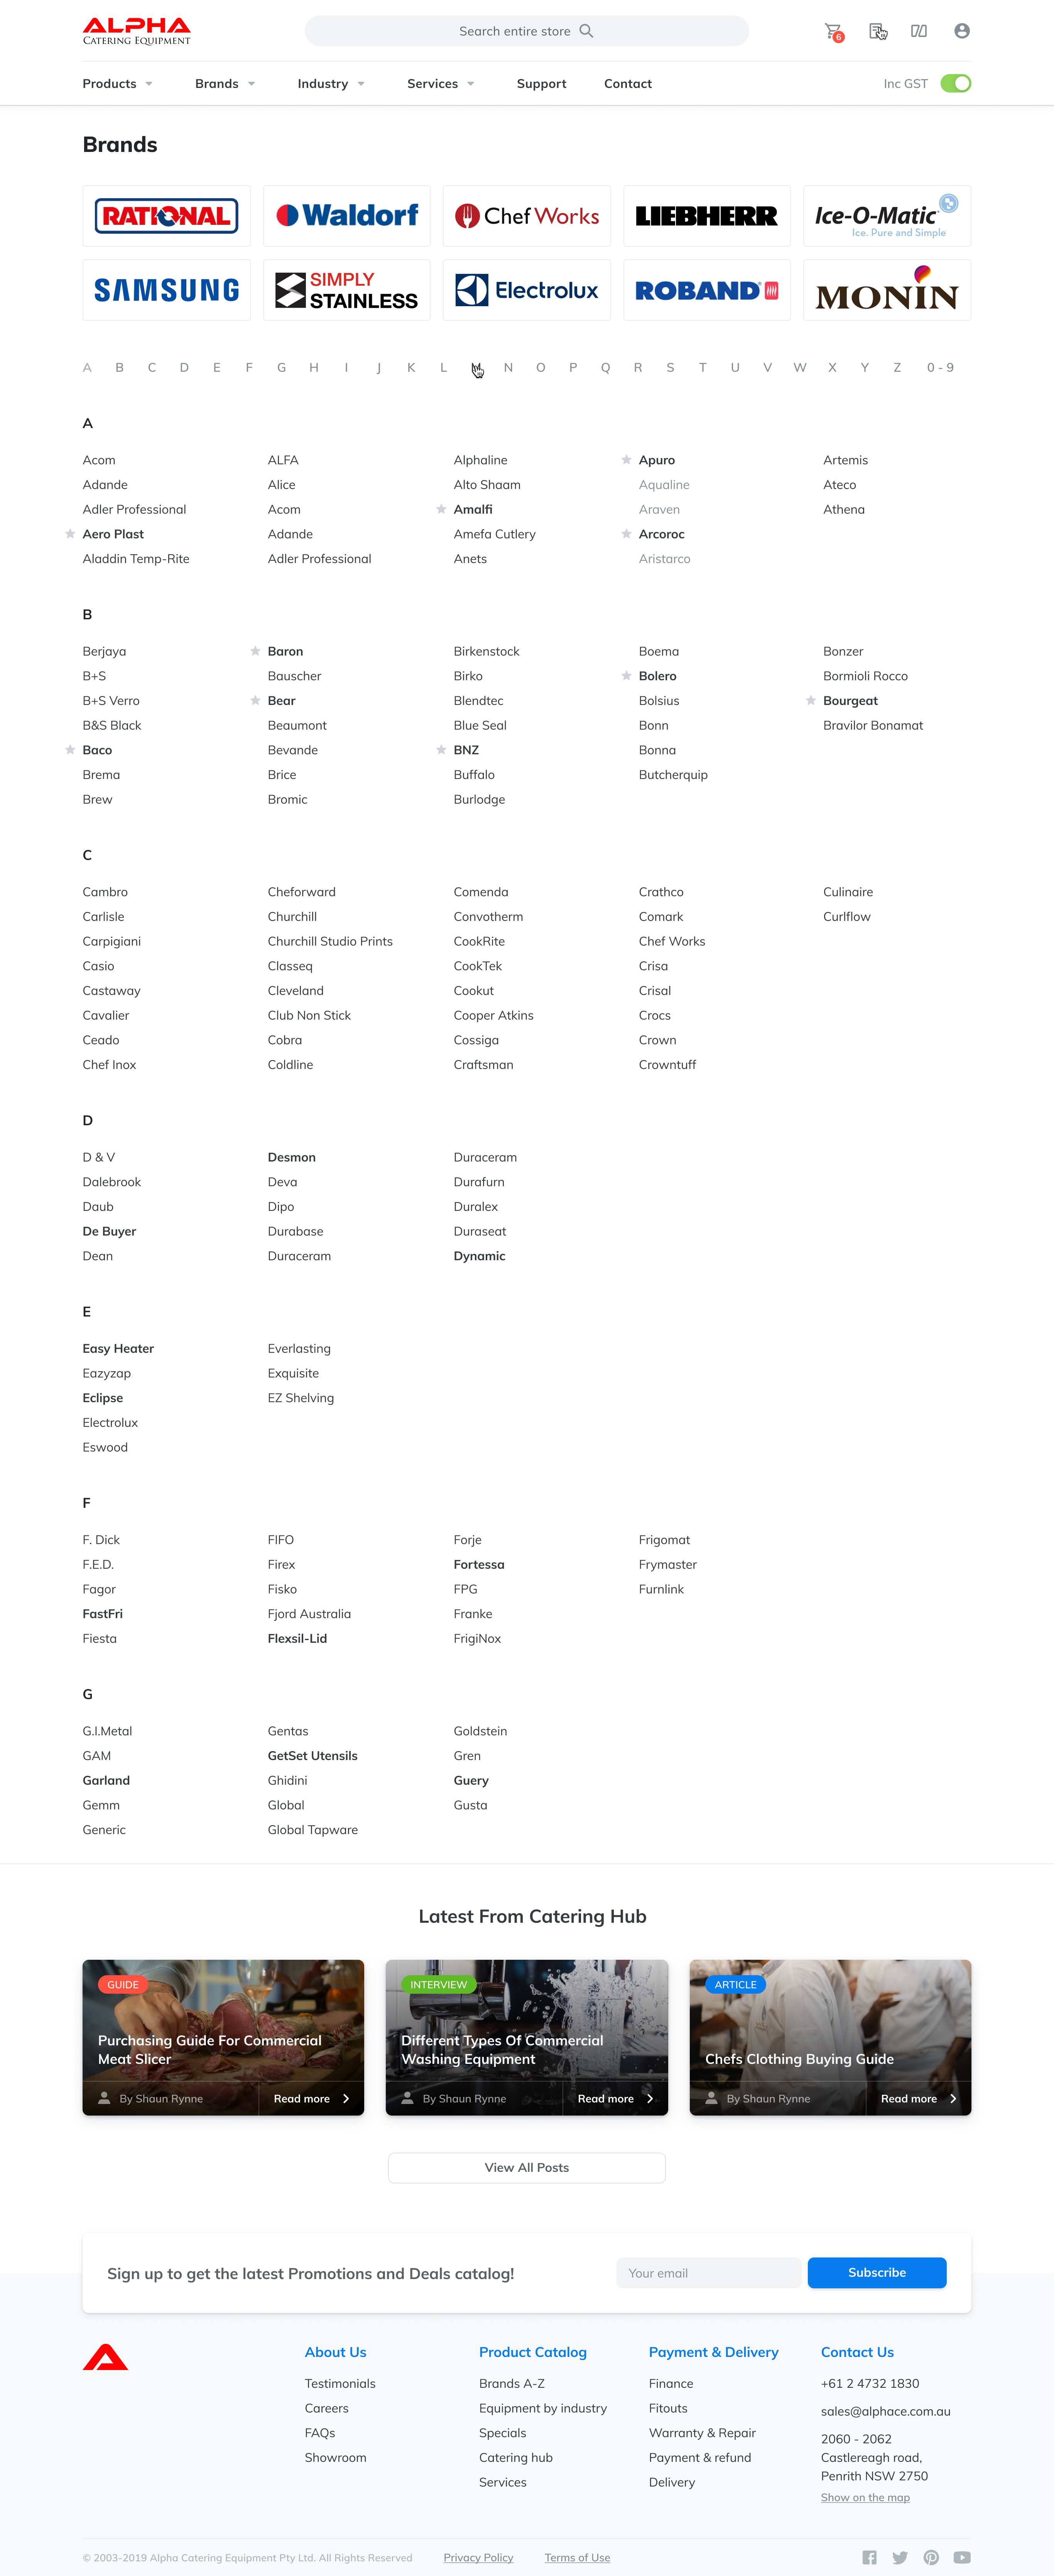 ALPHA
CATERING EQUIPMENT
Search entire store
6
Products
Brands
Industry
Services
Support
Contact
Inc GST
Brands
RATIONAL
Waldorf
Chef Works
LIEBHERR
Ice-O-Matic
Ice. Pure and Simple
SAMSUNG
SIMPLY
STAINLESS
Electrolux
ROBAND
MONIN
A B C D E F G H I J K L N O P Q R S T U V W X Y Z 0 - 9
A
Acom
Adande
Adler Professional
Aero Plast
Aladdin Temp-Rite
ALFA
Alice
Acom
Adande
Adler Professional
Alphaline
Alto Shaam
Amalfi
Amefa Cutlery
Anets
Apuro
Aqualine
Araven
Arcoroc
Aristarco
Artemis
Ateco
Athena
B
Berjaya
B+S
B+S Verro
B&S Black
Baco
Brema
Brew
Baron
Bauscher
Bear
Beaumont
Bevande
Brice
Bromic
Birkenstock
Birko
Blendtec
Blue Seal
BNZ
Buffalo
Burlodge
Boema
Bolero
Bolsius
Bonn
Bonna
Butcherquip
Bonzer
Bormioli Rocco
Bourgeat
Bravilor Bonamat
C
Cambro
Carlisle
Carpigiani
Casio
Castaway
Cavalier
Ceado
Chef Inox
Cheforward
Churchill
Churchill Studio Prints
Classeq
Cleveland
Club Non Stick
Cobra
Coldline
Comenda
Convotherm
CookRite
CookTek
Cookut
Cooper Atkins
Cossiga
Craftsman
Crathco
Comark
Chef Works
Crisa
Crisal
Crocs
Crown
Crowntuff
Culinaire
Curlflow
D
D & V
Dalebrook
Daub
De Buyer
Dean
Desmon
Deva
Dipo
Durabase
Duraceram
Duraceram
Durafurn
Duralex
Duraseat
Dynamic
E
Easy Heater
Eazyzap
Eclipse
Electrolux
Eswood
Everlasting
Exquisite
EZ Shelving
F
F. Dick
F.E.D.
Fagor
FastFri
Fiesta
FIFO
Firex
Fisko
Fjord Australia
Flexsil-Lid
Forje
Fortessa
FPG
Franke
FrigiNox
Frigomat
Frymaster
Furnlink
G
G.I.Metal
GAM
Garland
Gemm
Generic
Gentas
GetSet Utensils
Ghidini
Global
Global Tapware
Goldstein
Gren
Guery
Gusta
Latest From Catering Hub
GUIDE
Purchasing Guide For Commercial
Meat Slicer
By Shaun Rynne
Read more
INTERVIEW
Different Types Of Commercial
Washing Equipment
By Shaun Rynne
Read more
ARTICLE
Chefs Clothing Buying Guide
By Shaun Rynne
Read more
View All Posts
Sign up to get the latest Promotions and Deals catalog!
Your email
Subscribe
About Us
Testimonials
Careers
FAQs
Showroom
Product Catalog
Brands A-Z
Equipment by industry
Specials
Catering hub
Services
Payment & Delivery
Finance
Fitouts
Warranty & Repair
Payment & refund
Delivery
Contact Us
+61 2 4732 1830
sales@alphace.com.au
2060 - 2062
Castlereagh road,
Penrith NSW 2750
Show on the map
© 2003-2019 Alpha Catering Equipment Pty Ltd. All Rights Reserved
Privacy Policy
Terms of Use